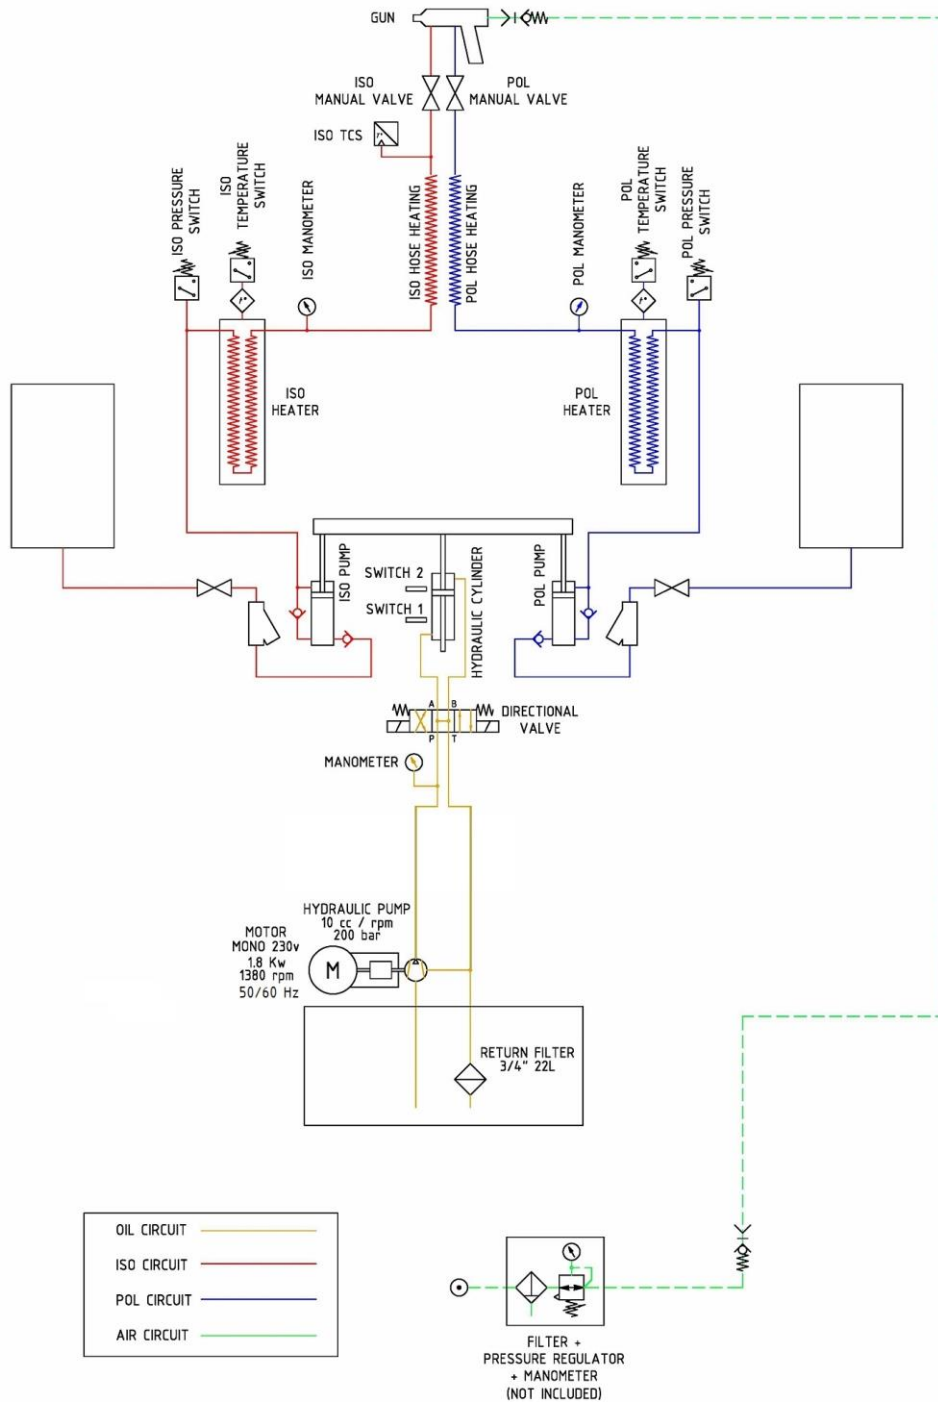 GUN
ISO
MANUAL VALVE
POL
MANUAL VALVE
ISO TCS
ISO PRESSURE
SWITCH
ISO
TEMPERATURE
SWITCH
ISO MANOMETER
ISO HOSE HEATING
POL HOSE HEATING
POL MANOMETER
POL
TEMPERATURE
SWITCH
POL PRESSURE
SWITCH
ISO
HEATER
POL
HEATER
ISO PUMP
SWITCH 2
SWITCH 1
HYDRAULIC CYLINDER
POL PUMP
A B
P T
DIRECTIONAL
VALVE
MANOMETER
HYDRAULIC PUMP
10 cc / rpm
200 bar
MOTOR
MONO 230v
1.8 Kw
1380 rpm
50/60 Hz
M
RETURN FILTER
3/4" 22L
OIL CIRCUIT
ISO CIRCUIT
POL CIRCUIT
AIR CIRCUIT
FILTER +
PRESSURE REGULATOR
+ MANOMETER
(NOT INCLUDED)